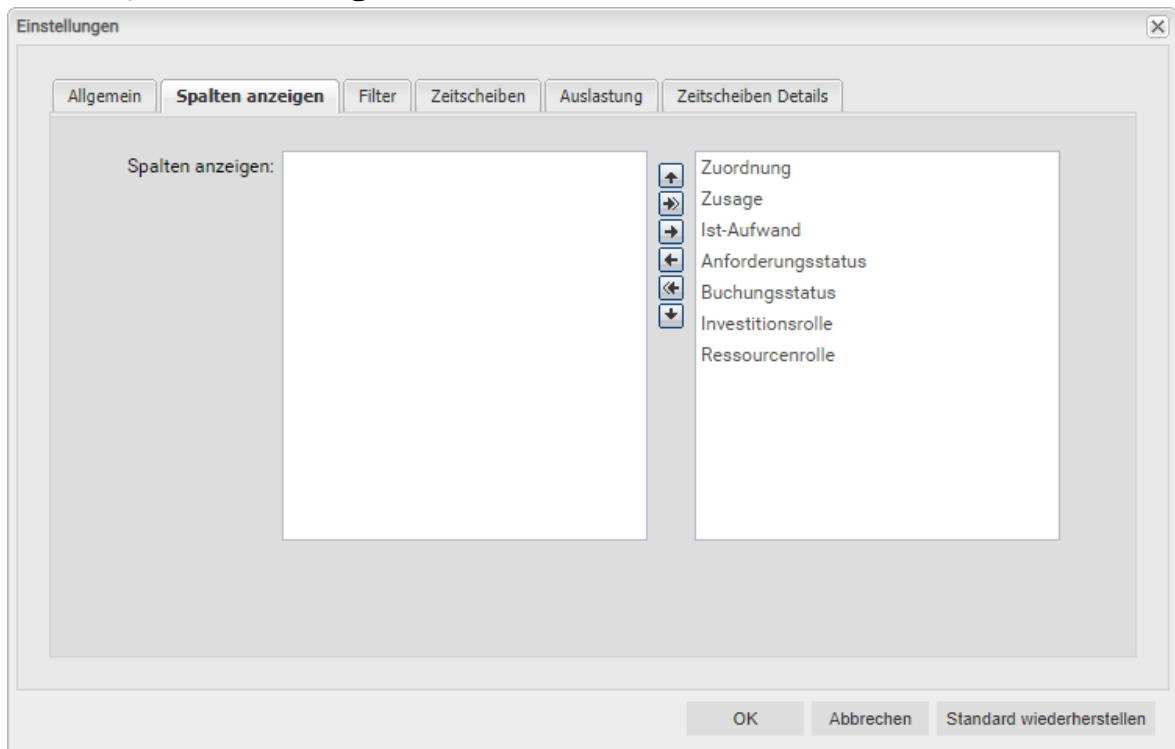 Einstellungen
Allgemein Spalten anzeigen Filter Zeitscheiben Auslastung Zeitscheiben Details
Spalten anzeigen:
Zuordnung
Zusage
Ist-Aufwand
Anforderungsstatus
Buchungsstatus
Investitionsrolle
Ressourcenrolle
OK Abbrechen Standard wiederherstellen